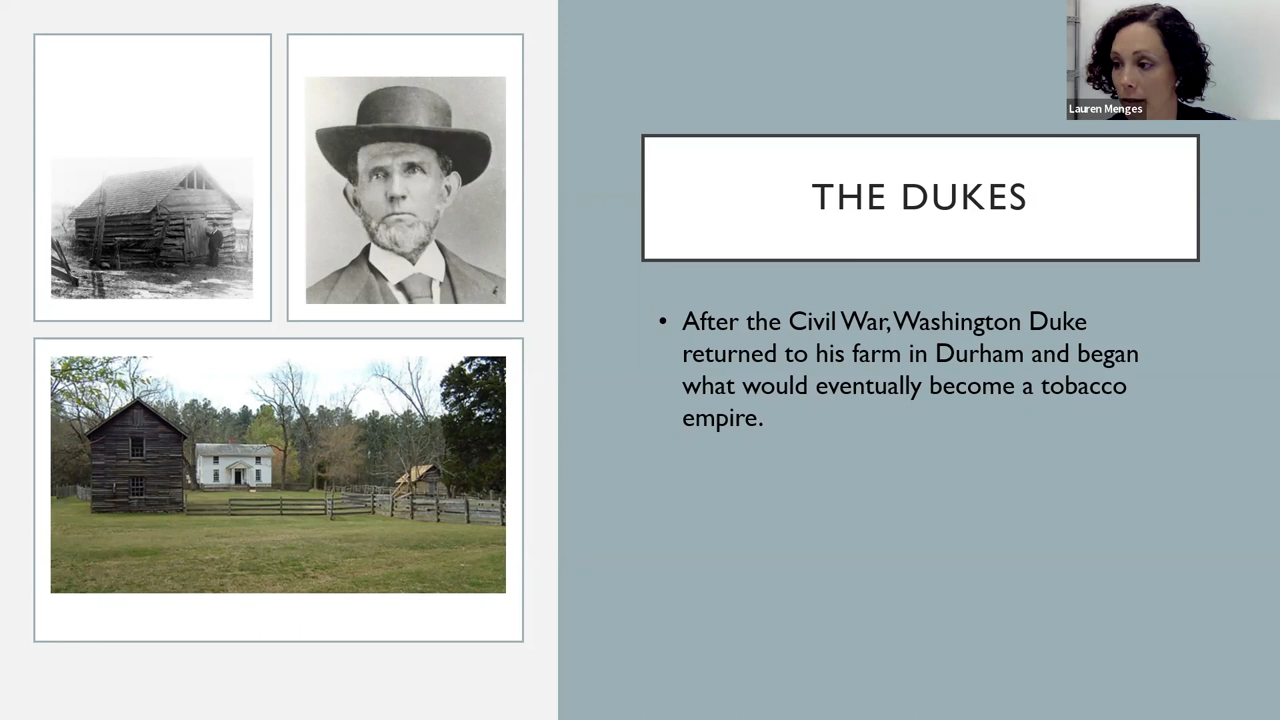 Lauren Menges
THE DUKES
• After the Civil War, Washington Duke
returned to his farm in Durham and began
what would eventually become a tobacco
empire.